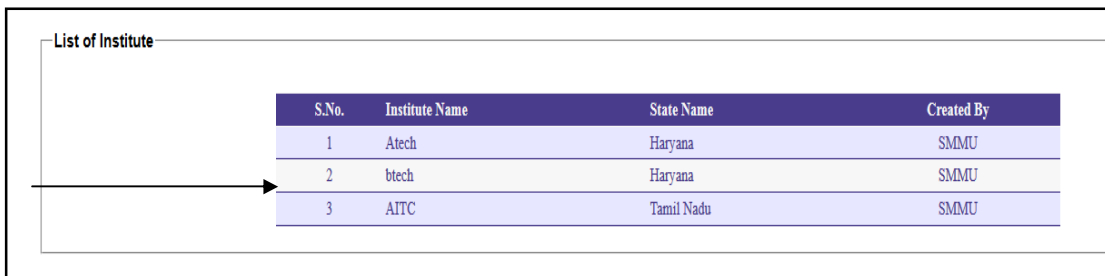 List of Institute
S.No. Institute Name State Name Created By
1 Atech Haryana SMMU
2 btech Haryana SMMU
3 AITC Tamil Nadu SMMU